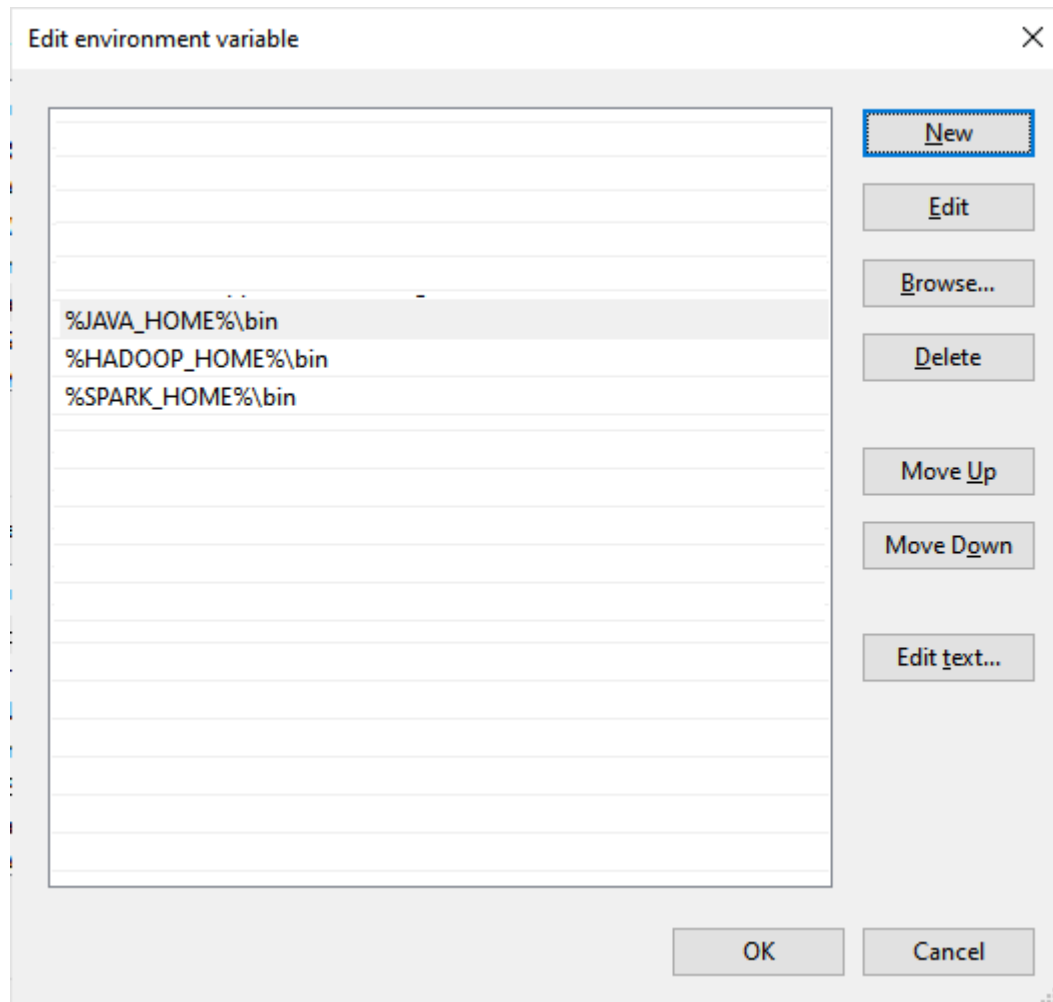 Edit environment variable
New
Edit
Browse...
%JAVA_HOME%\bin
%HADOOP_HOME%\bin
Delete
%SPARK_HOME%\bin
Move Up
Move Down
Edit text...
OK
Cancel